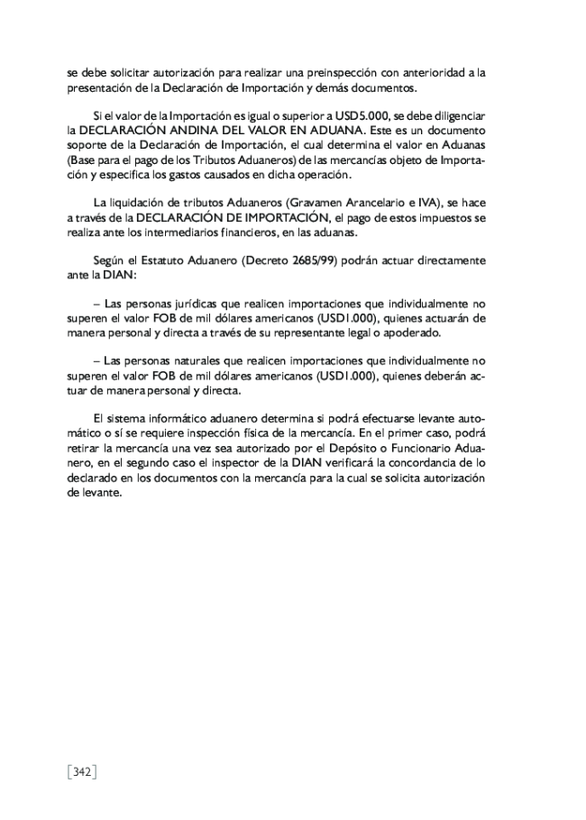 se debe solicitar autorización para realizar una preinspección con anterioridad a la
presentación de la Declaración de Importación y demás documentos.
Si el valor de la Importación es igual o superior a USD5.000, se debe diligenciar
la DECLARACIÓN ANDINA DEL VALOR EN ADUANA. Este es un documento
soporte de la Declaración de Importación, el cual determina el valor en Aduanas
(Base para el pago de los Tributos Aduaneros) de las mercancías objeto de Importa-
ción y especifica los gastos causados en dicha operación.
La liquidación de tributos Aduaneros (Gravamen Arancelario e IVA), se hace
a través de la DECLARACIÓN DE IMPORTACIÓN, el pago de estos impuestos se
realiza ante los intermediarios financieros, en las aduanas.
Según el Estatuto Aduanero (Decreto 2685/99) podrán actuar directamente
ante la DIAN:
– Las personas jurídicas que realicen importaciones que individualmente no
superen el valor FOB de mil dólares americanos (USD1.000), quienes actuarán de
manera personal y directa a través de su representante legal o apoderado.
– Las personas naturales que realicen importaciones que individualmente no
superen el valor FOB de mil dólares americanos (USD1.000), quienes deberán ac-
tuar de manera personal y directa.
El sistema informático aduanero determina si podrá efectuarse levante auto-
mático o sí se requiere inspección física de la mercancía. En el primer caso, podrá
retirar la mercancía una vez sea autorizado por el Depósito o Funcionario Adua-
nero, en el segundo caso el inspector de la DIAN verificará la concordancia de lo
declarado en los documentos con la mercancía para la cual se solicita autorización
de levante.
[342]